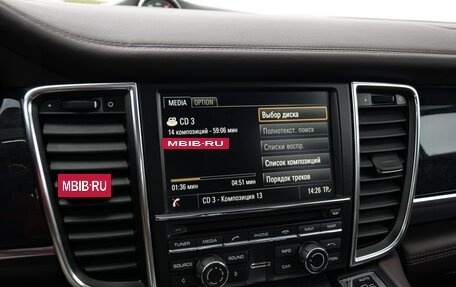 MEDIA OPTION
CD 3
14 композиций - 59:06 мин
MBIB·RU
01:36 мин 04:51 мин
Выбор диска
Полнотекст. поиск
Списки воспр.
Список композиций
Порядок треков
CD 3 - Композиция 13 14:26
MBIB·RU
TUNER MEDIA PHONE NAV MAP
SOURCE SOUND INFO
CAR